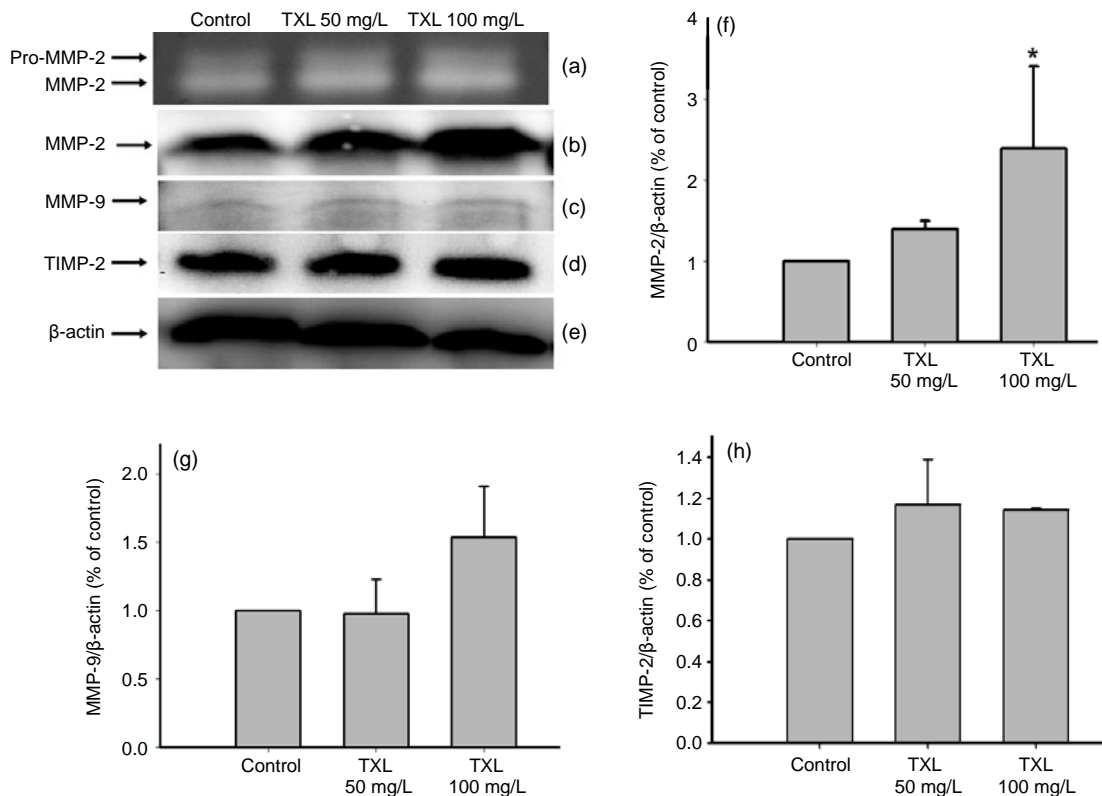 Control TXL 50 mg/L TXL 100 mg/L
Pro-MMP-2
MMP-2
(a)
MMP-2
(b)
MMP-9
(c)
TIMP-2
(d)
β-actin
(e)
(f)
MMP-2/β-actin (% of control)
4
3
2
1
0
*
Control
TXL
50 mg/L
TXL
100 mg/L
(g)
MMP-9/β-actin (% of control)
2.0
1.5
1.0
0.5
0.0
Control
TXL
50 mg/L
TXL
100 mg/L
(h)
TIMP-2/β-actin (% of control)
1.4
1.2
1.0
0.8
0.6
0.4
0.2
0.0
Control
TXL
50 mg/L
TXL
100 mg/L